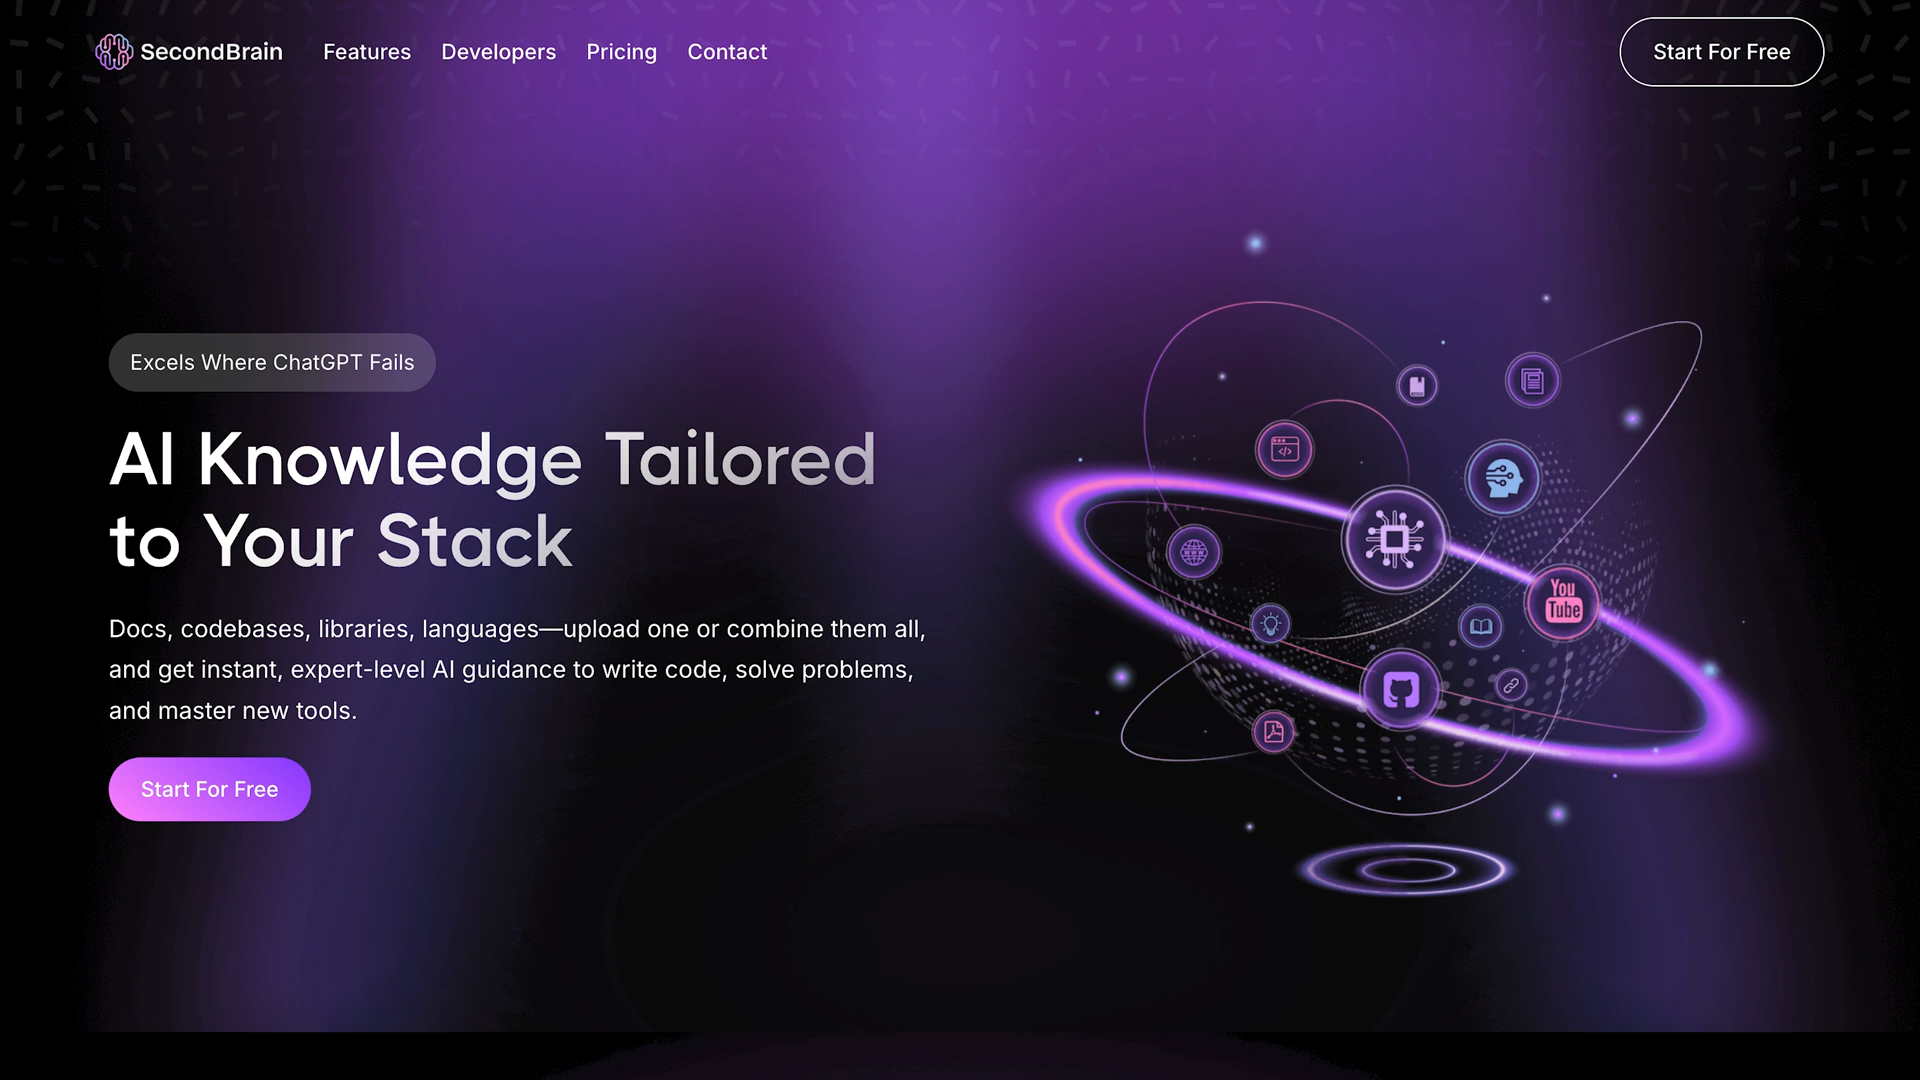 SecondBrain
Features
Developers
Pricing
Contact
Start For Free
Excels Where ChatGPT Fails
AI Knowledge Tailored
to Your Stack
Docs, codebases, libraries, languages—upload one or combine them all,
and get instant, expert-level AI guidance to write code, solve problems,
and master new tools.
Start For Free
WWW
You
Tube